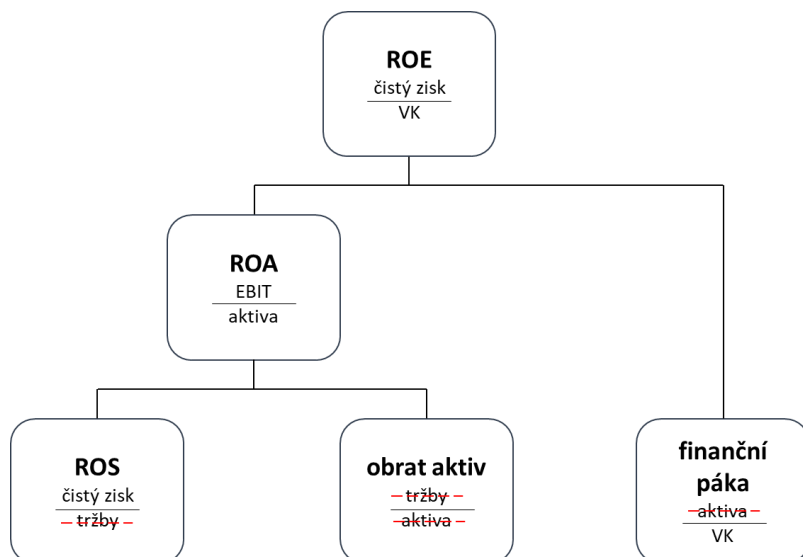 ROE
čistý zisk
VK
ROA
EBIT
aktiva
ROS
čistý zisk
tržby
obrat aktiv
tržby
aktiva
finanční
páka
aktiva
VK